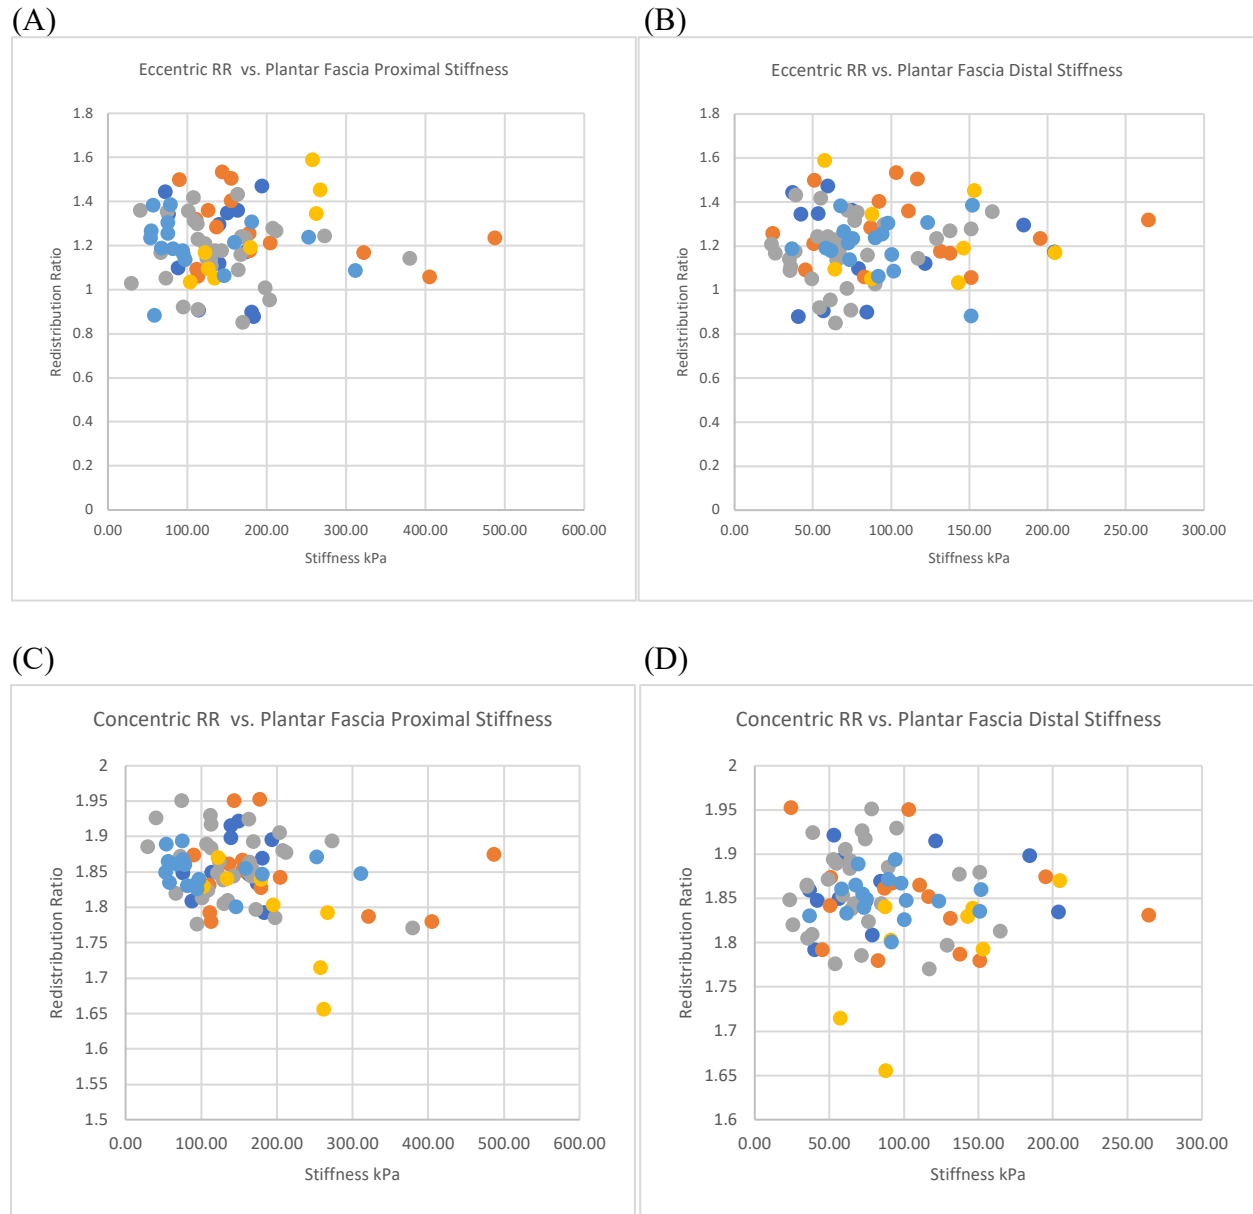 (A)
(B)
Eccentric RR vs. Plantar Fascia Proximal Stiffness
1.8
1.6
1.4
1.2
1
0.8
0.6
0.4
0.2
0
Redistribution Ratio
0.00 100.00 200.00 300.00 400.00 500.00 600.00
Stiffness kPa
Eccentric RR vs. Plantar Fascia Distal Stiffness
1.8
1.6
1.4
1.2
1
0.8
0.6
0.4
0.2
0
Redistribution Ratio
0.00 50.00 100.00 150.00 200.00 250.00 300.00
Stiffness kPa
(C)
(D)
Concentric RR vs. Plantar Fascia Proximal Stiffness
2
1.95
1.9
1.85
1.8
1.75
1.7
1.65
1.6
1.55
1.5
Redistribution Ratio
0.00 100.00 200.00 300.00 400.00 500.00 600.00
Stiffness kPa
Concentric RR vs. Plantar Fascia Distal Stiffness
2
1.95
1.9
1.85
1.8
1.75
1.7
1.65
1.6
Redistribution Ratio
0.00 50.00 100.00 150.00 200.00 250.00 300.00
Stiffness kPa